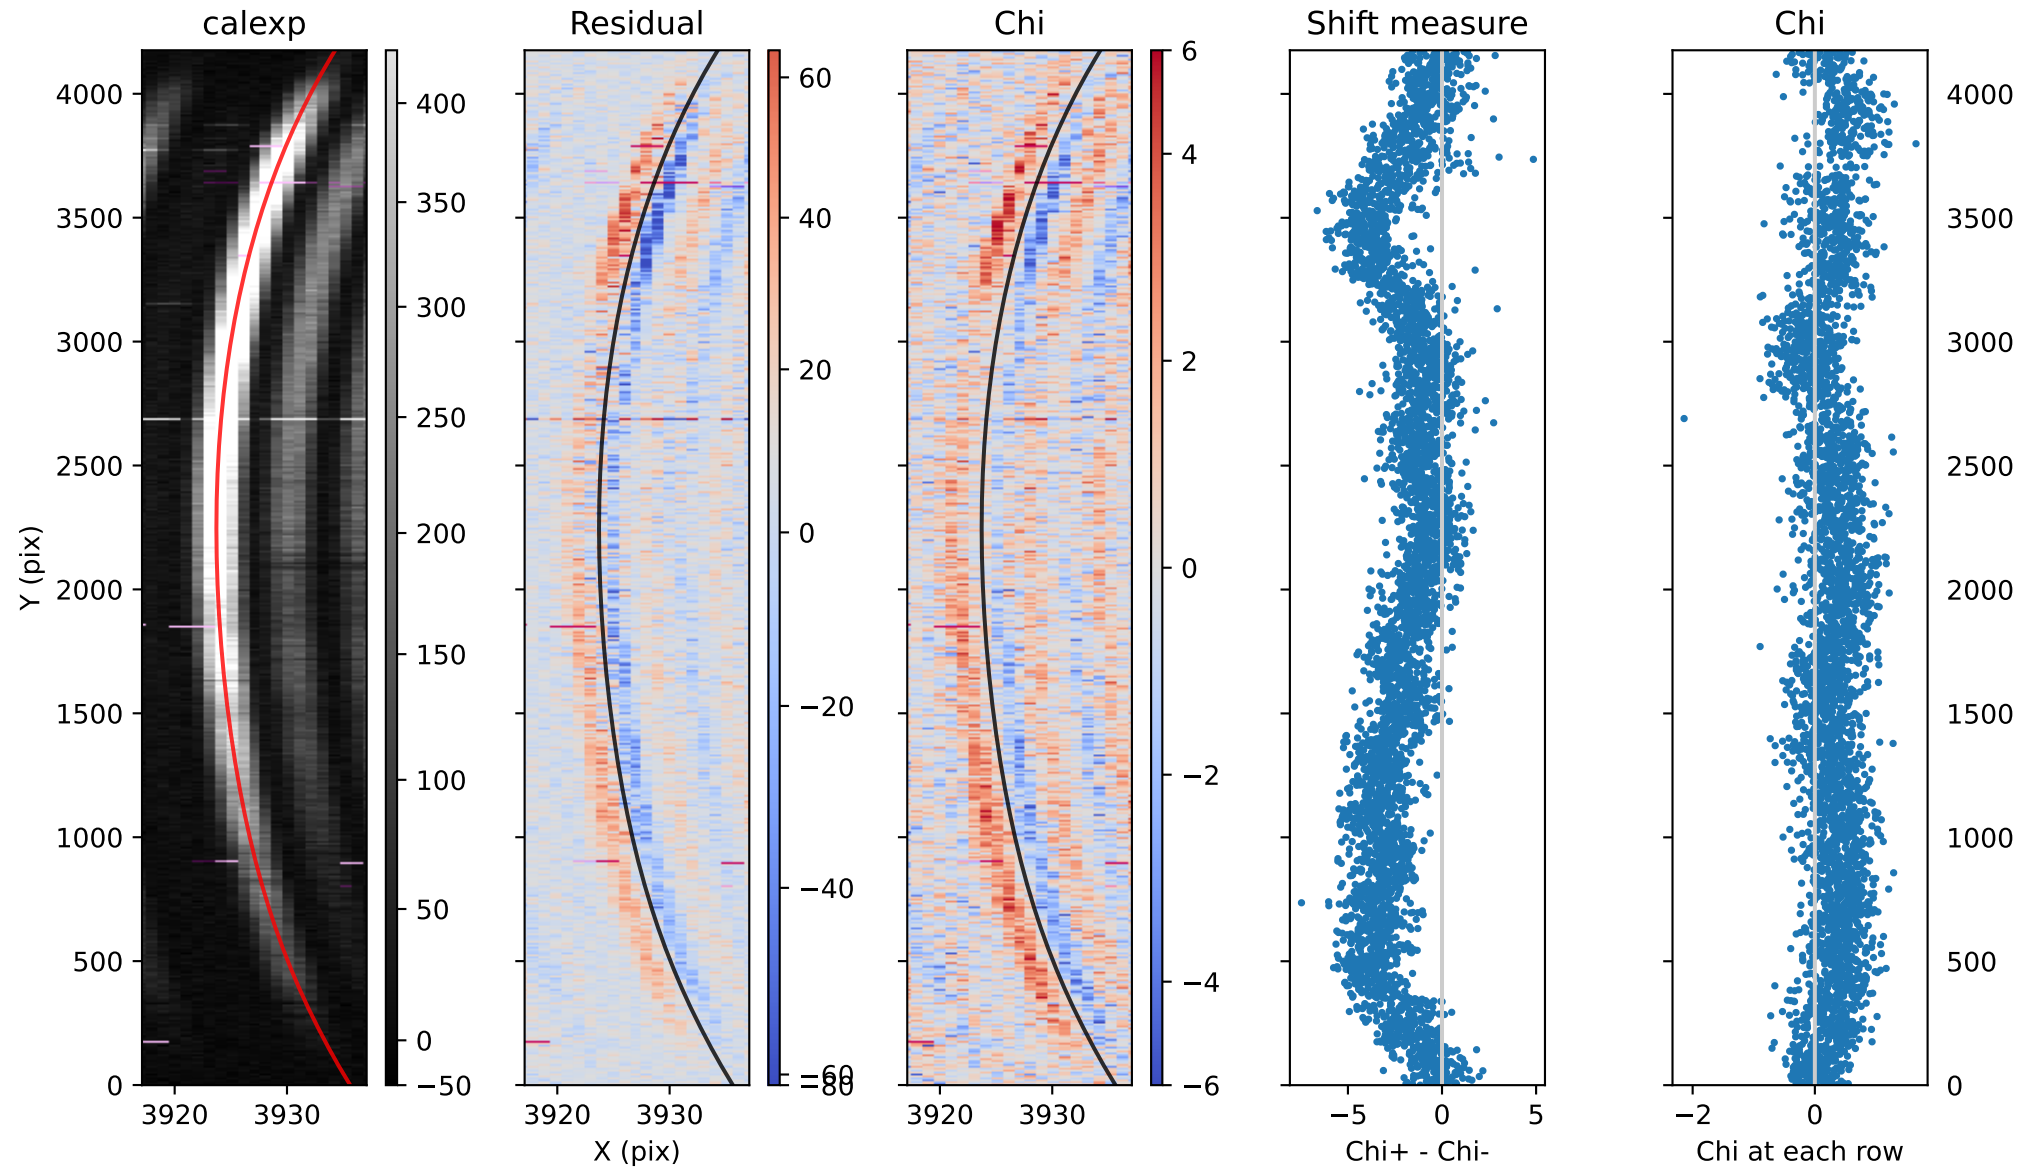 calexp Residual Chi Shift measure Chi
4000 400 60 6 4000
3500 350 40 4 3500
3000 300 20 2 3000
2500 250 0 0 2500
2000 200 −20 −2 2000
1500 150 −40 −4 1500
1000 100 −60 −6 1000
500 50 −80 500
0 0 0
−50
Y (pix)
3920 3930 3920 3930 3920 3930 −5 0 5 −2 0
X (pix) Chi+ - Chi- Chi at each row